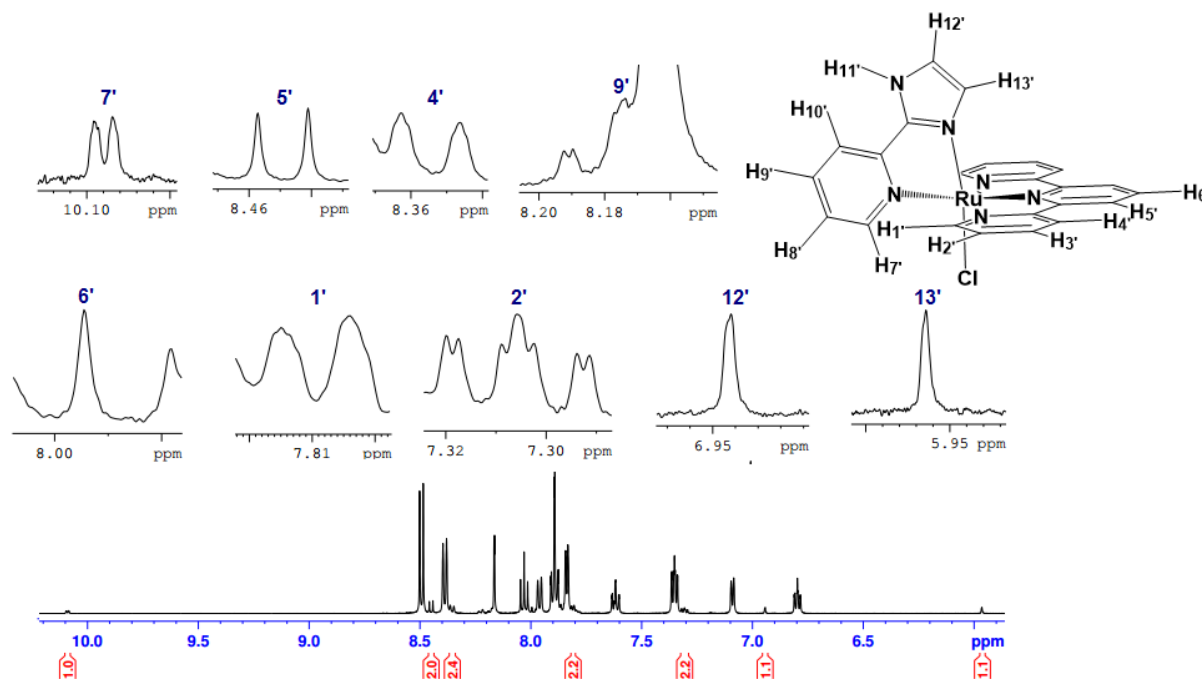 7'
5'
4'
9'
10.10 ppm
8.46 ppm
8.36 ppm
8.20 8.18 ppm
H12'
H11'
N
H13'
H10'
N
H9'
N
N
Ru
N
N
H6'
H5'
H1'
H4'
H2'
H3'
H8'
H7'
Cl
6'
1'
2'
12'
13'
8.00 ppm
7.81 ppm
7.32 7.30 ppm
6.95 ppm
5.95 ppm
10.0 9.5 9.0 8.5 8.0 7.5 7.0 6.5 ppm
1.0 2.0 2.4 2.2 2.2 1.1 1.1